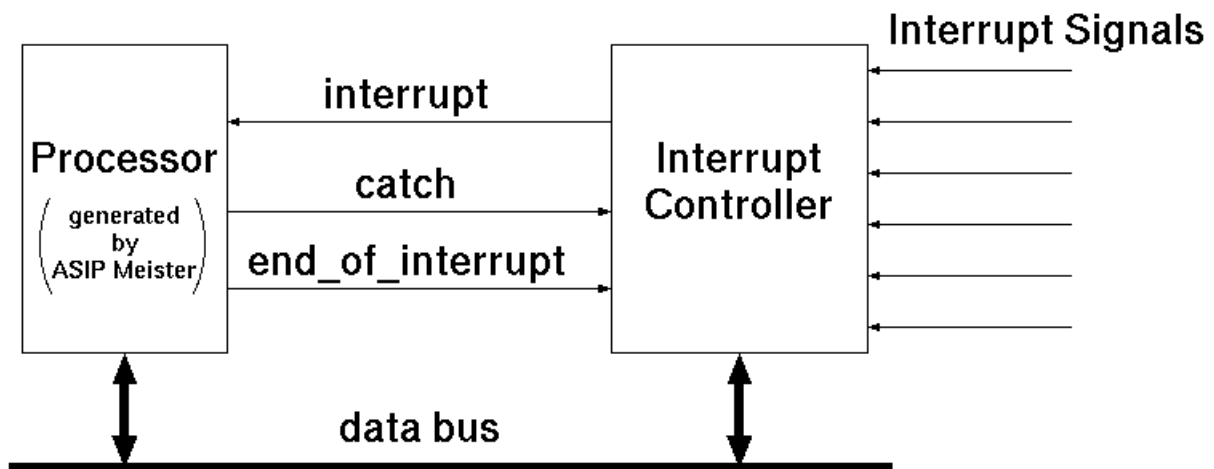 Interrupt Signals
interrupt
Processor
(generated
by
ASIP Meister)
catch
end_of_interrupt
Interrupt
Controller
data bus